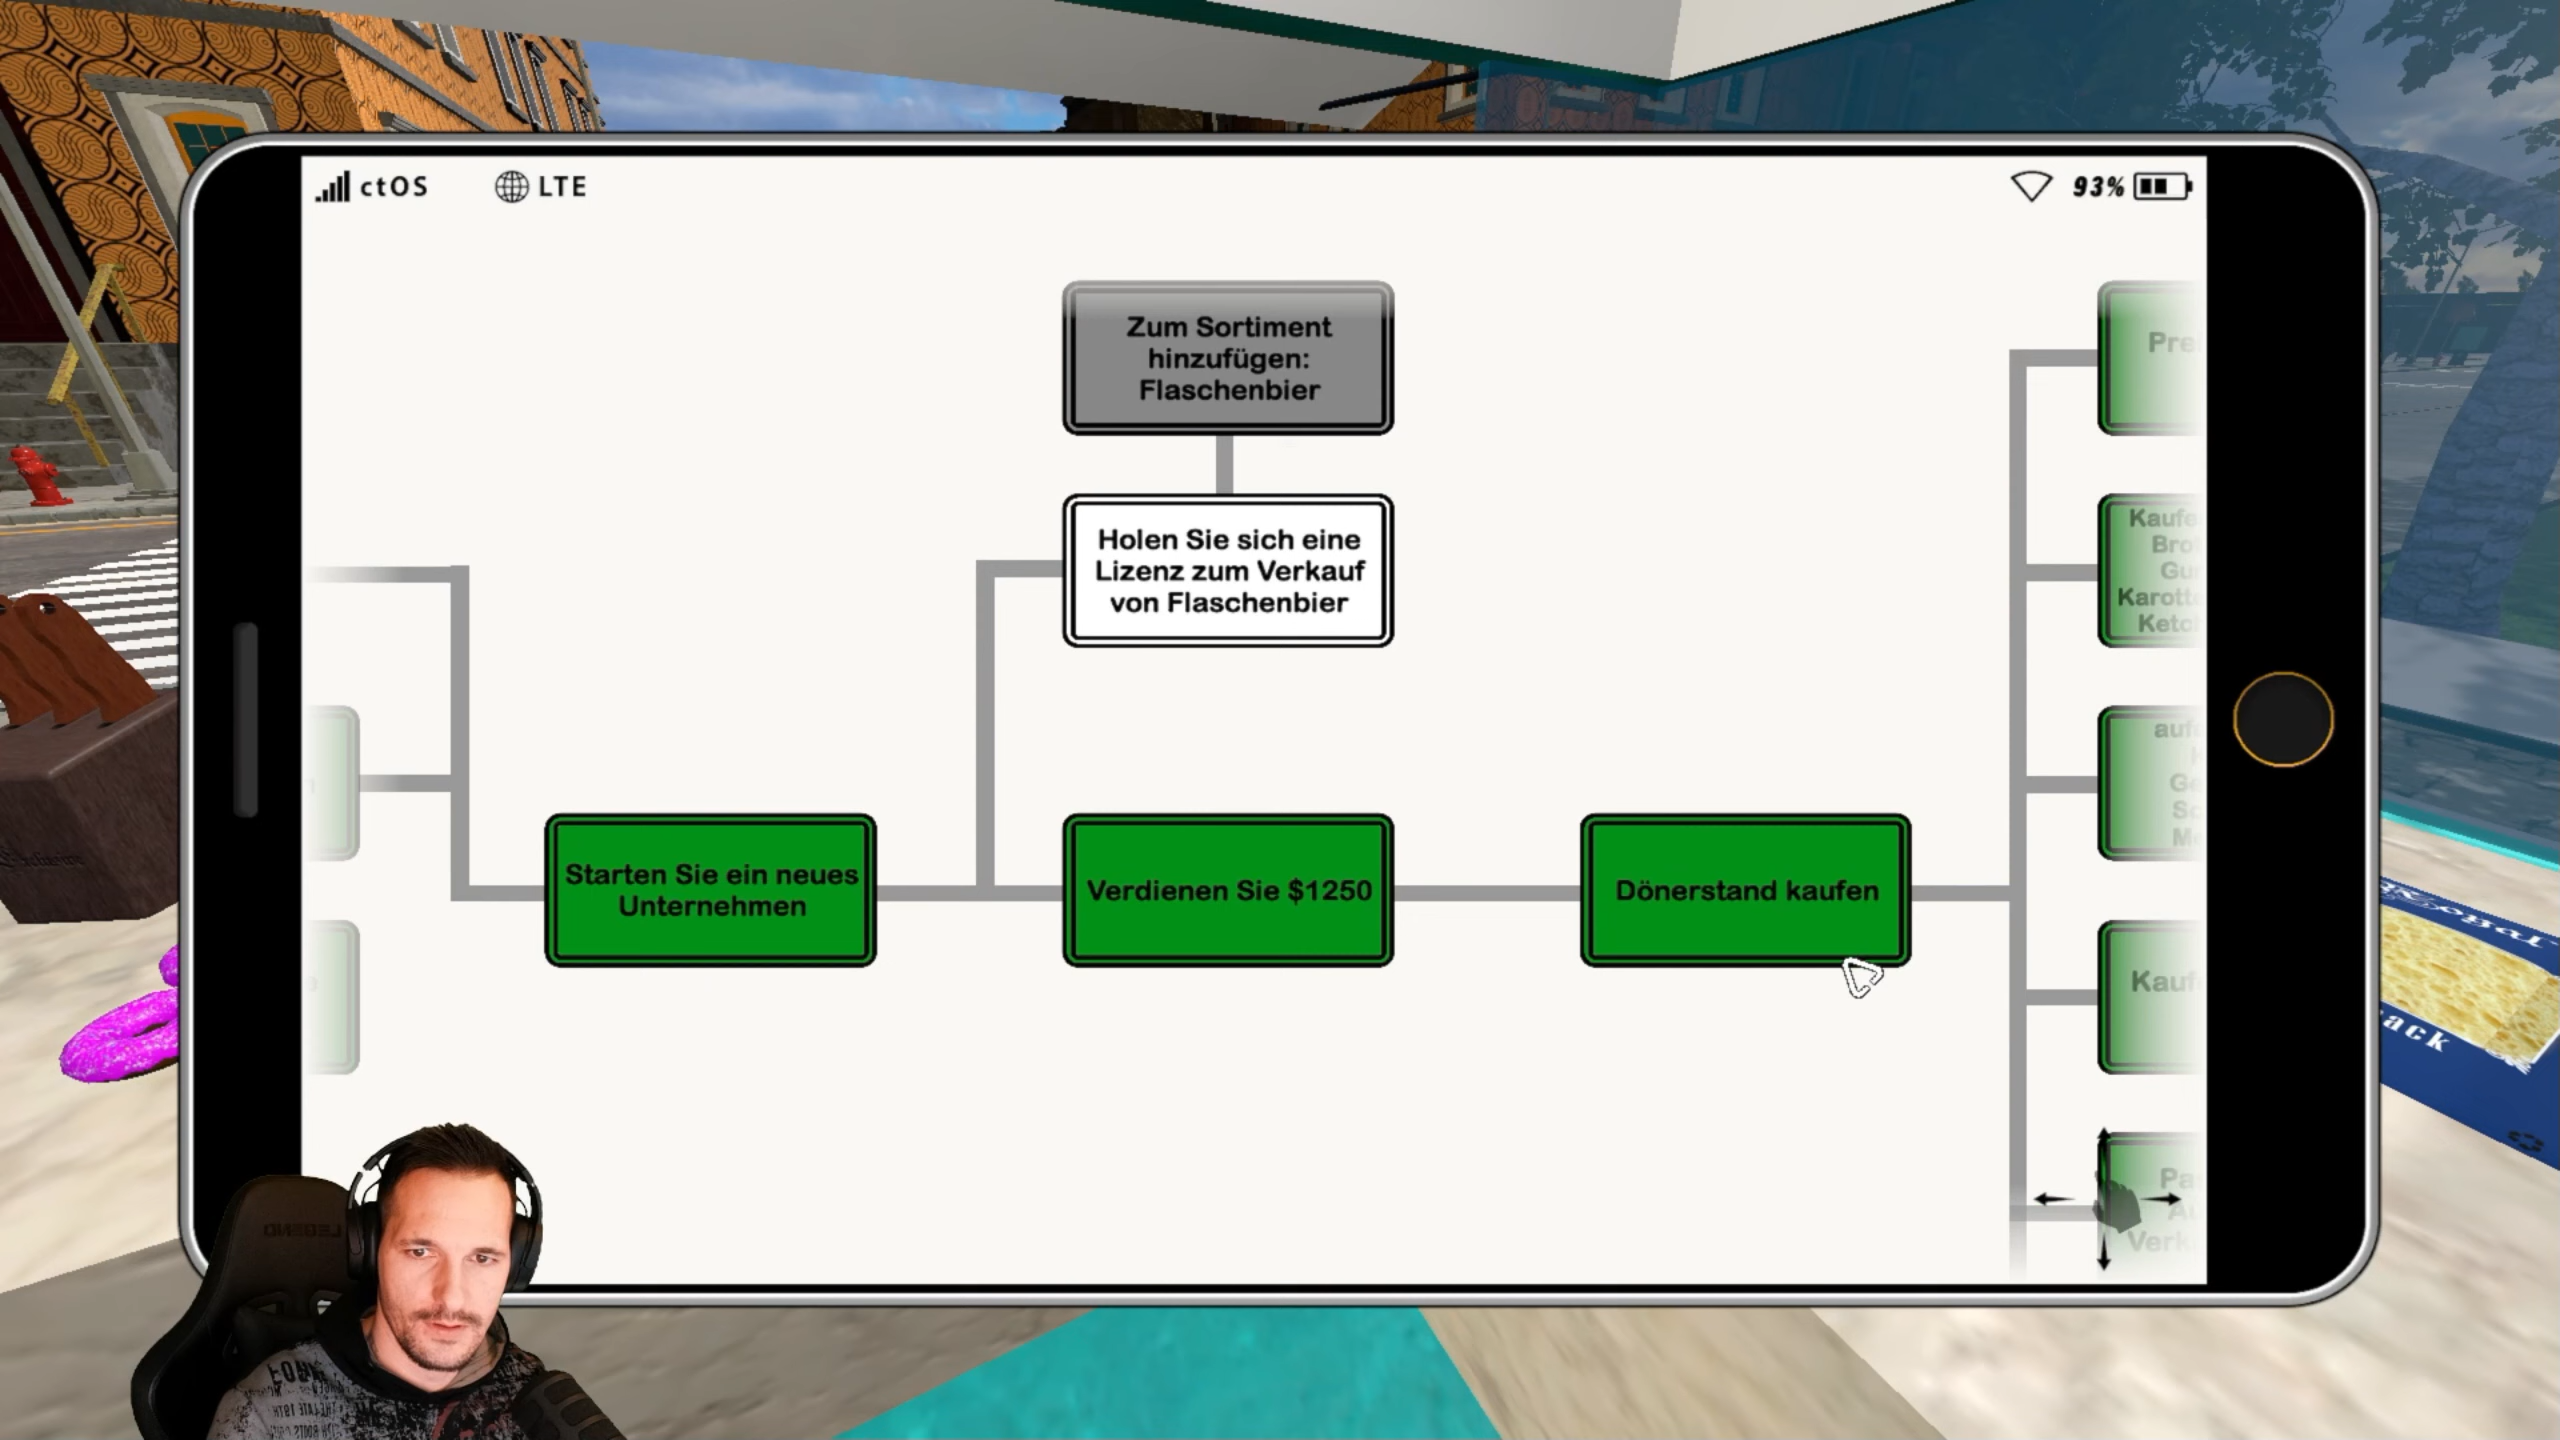 ctOS
LTE
93%
Zum Sortiment
hinzufügen:
Flaschenbier
Holen Sie sich eine
Lizenz zum Verkauf
von Flaschenbier
Starten Sie ein neues
Unternehmen
Verdienen Sie $1250
Dönerstand kaufen